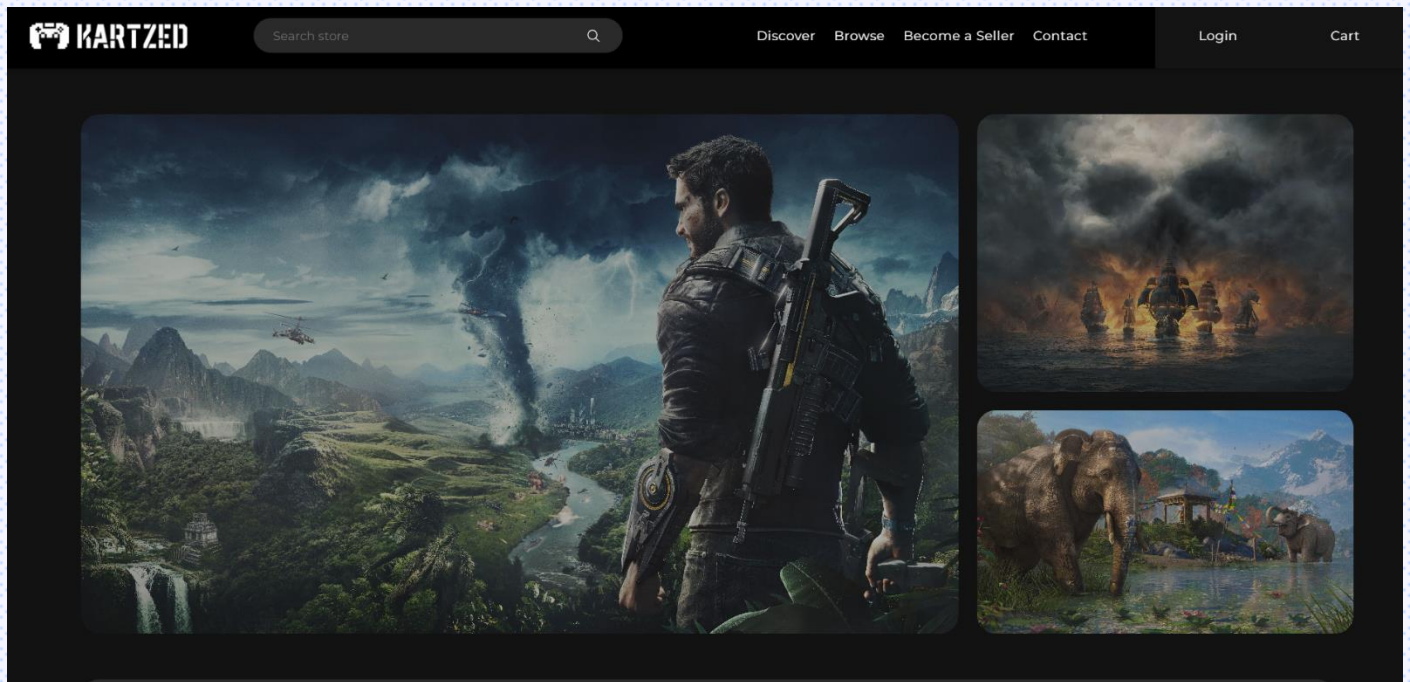 KARTZED
Search store
Discover Browse Become a Seller Contact
Login
Cart